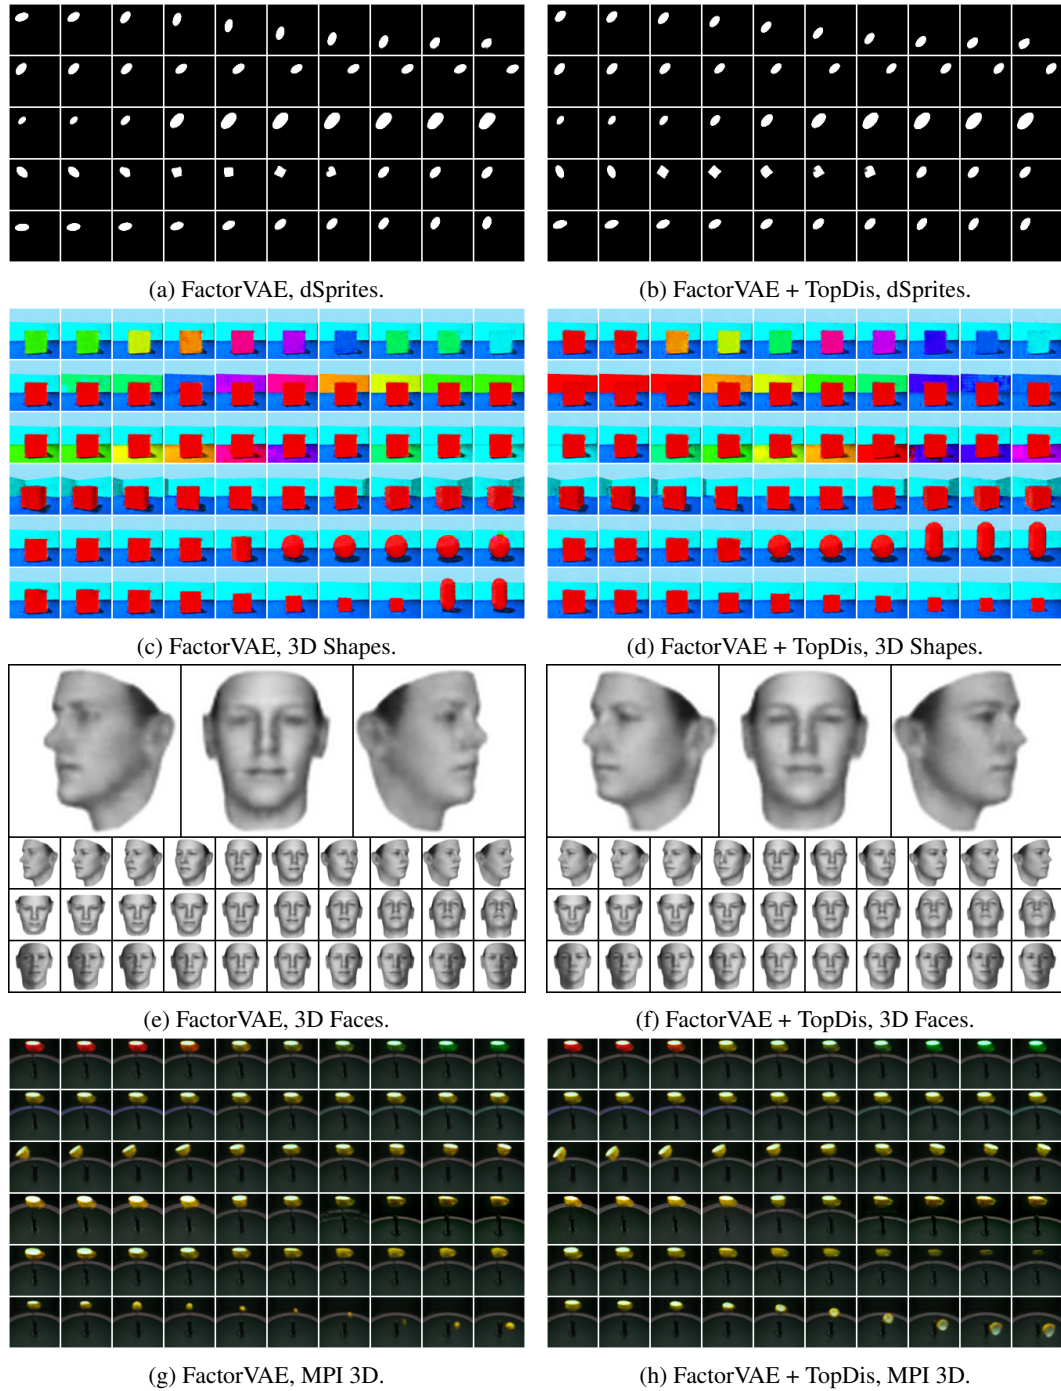 (a) FactorVAE, dSprites.
(b) FactorVAE + TopDis, dSprites.
(c) FactorVAE, 3D Shapes.
(d) FactorVAE + TopDis, 3D Shapes.
(e) FactorVAE, 3D Faces.
(f) FactorVAE + TopDis, 3D Faces.
(g) FactorVAE, MPI 3D.
(h) FactorVAE + TopDis, MPI 3D.